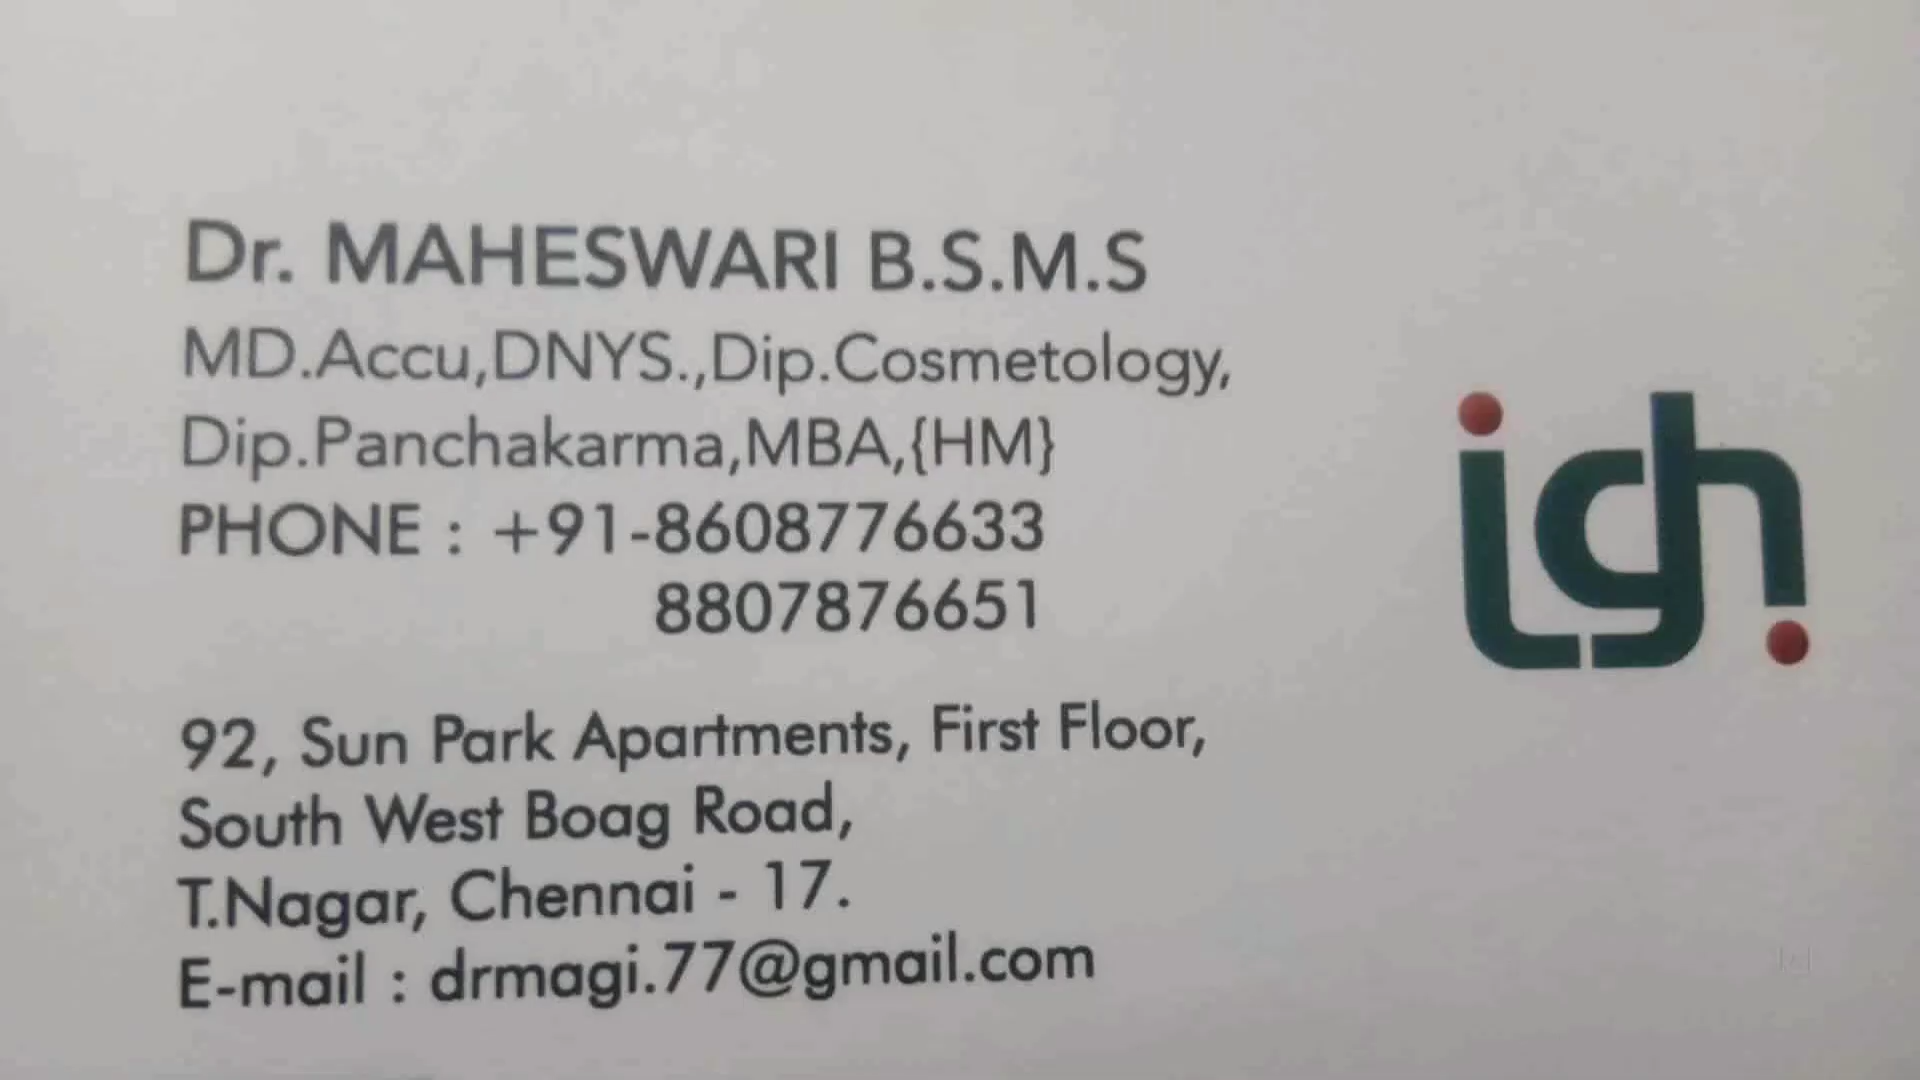 Dr. MAHESWARI B.S.M.S
MD.Accu,DNYS.,Dip.Cosmetology,
Dip.Panchakarma,MBA,{HM}
PHONE : +91-8608776633
8807876651
92, Sun Park Apartments, First Floor,
South West Boag Road,
T.Nagar, Chennai - 17.
E-mail : drmagi.77@gmail.com